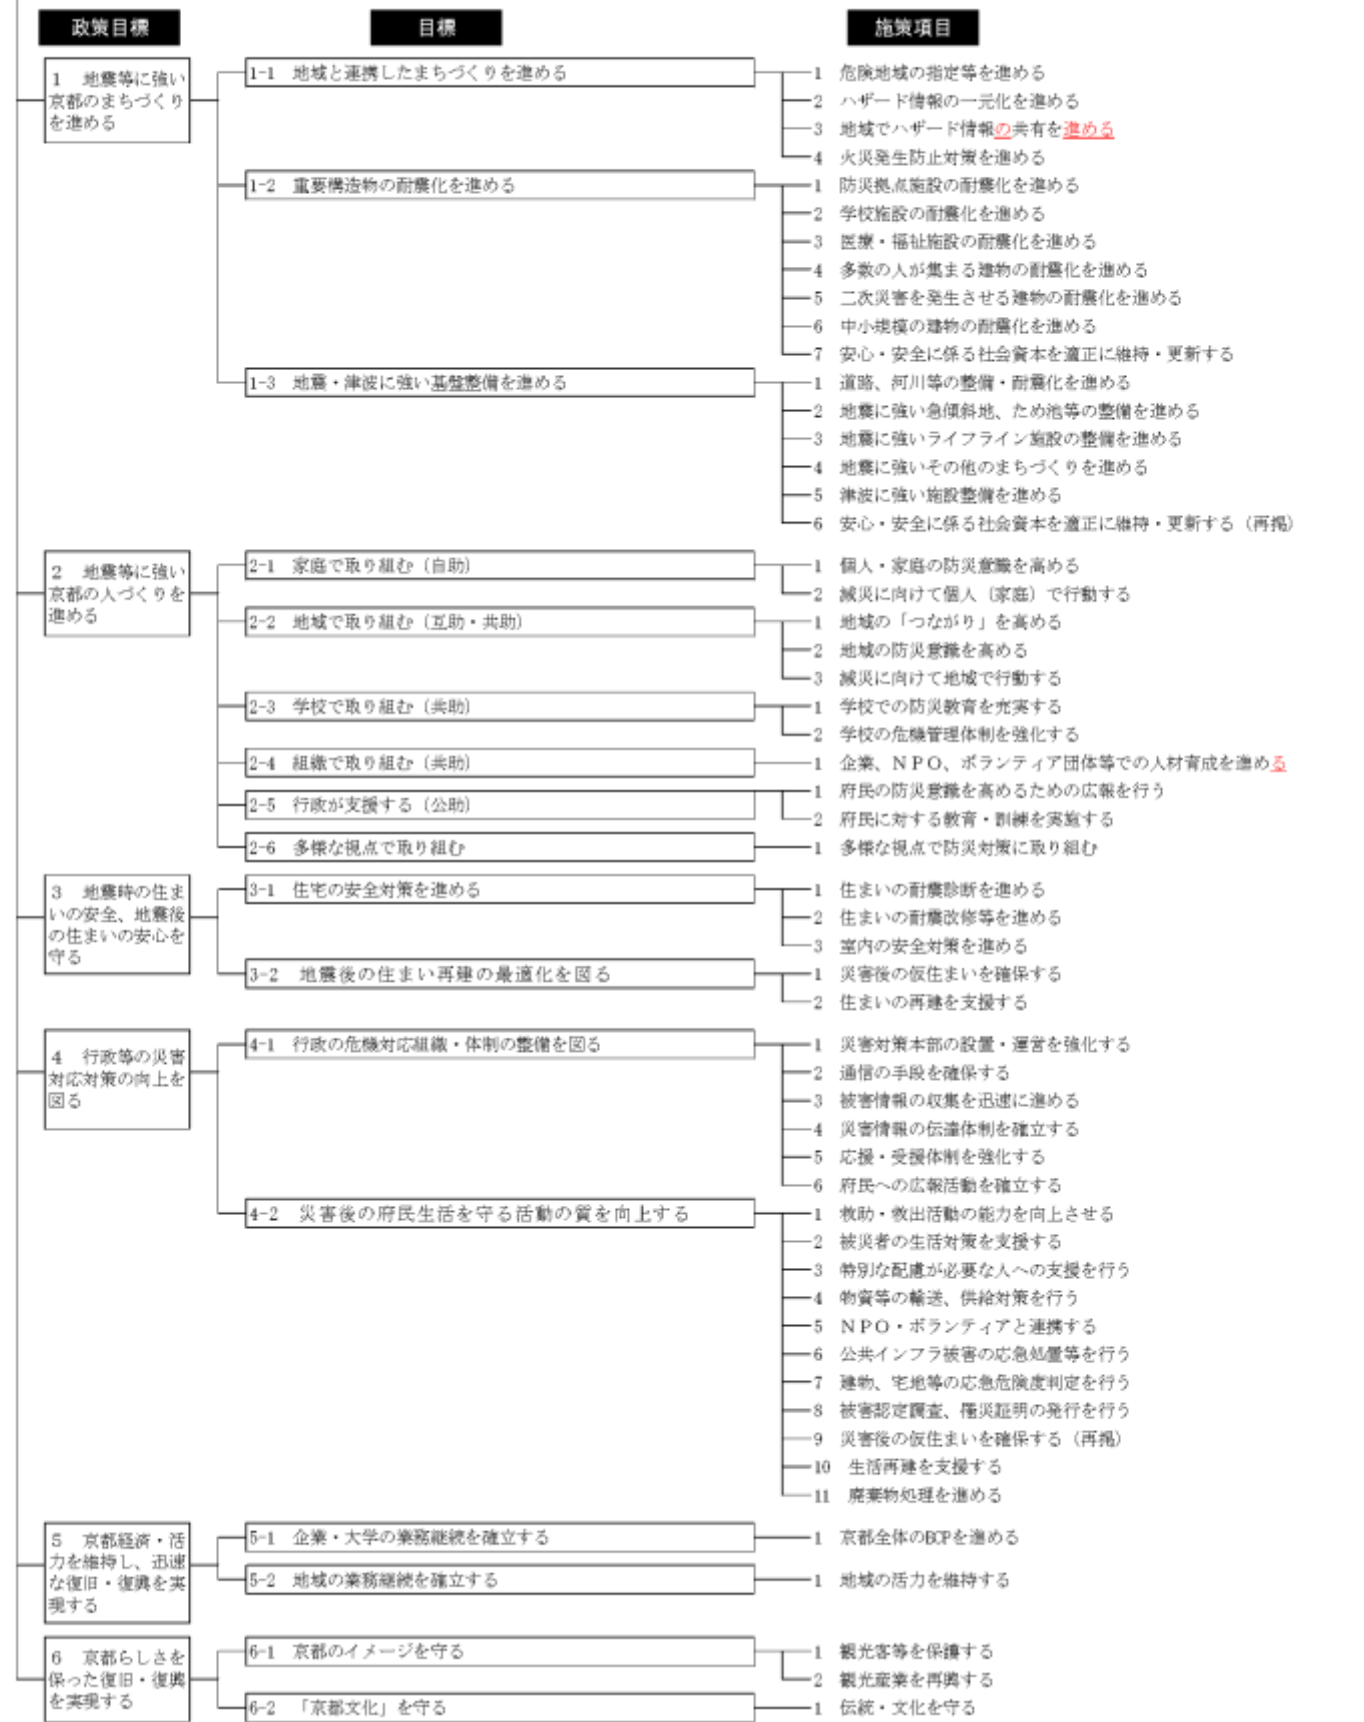 政策目標 目標 施策項目
1 地震等に強い
京都のまちづくり
を進める
1-1 地域と連携したまちづくりを進める
1 危険地域の指定等を進める
2 ハザード情報の一元化を進める
3 地域でハザード情報の共有を進める
4 火災発生防止対策を進める
1-2 重要構造物の耐震化を進める
1 防災拠点施設の耐震化を進める
2 学校施設の耐震化を進める
3 医療・福祉施設の耐震化を進める
4 多数の人が集まる建物の耐震化を進める
5 二次災害を発生させる建物の耐震化を進める
6 中小規模の建物の耐震化を進める
7 安心・安全に係る社会資本を適正に維持・更新する
1-3 地震・津波に強い基盤整備を進める
1 道路、河川等の整備・耐震化を進める
2 地震に強い急傾斜地、ため池等の整備を進める
3 地震に強いライフライン施設の整備を進める
4 地震に強いその他のまちづくりを進める
5 津波に強い施設整備を進める
6 安心・安全に係る社会資本を適正に維持・更新する（再掲）
2 地震等に強い
京都の人づくりを
進める
2-1 家庭で取り組む（自助）
1 個人・家庭の防災意識を高める
2 減災に向けて個人（家庭）で行動する
2-2 地域で取り組む（互助・共助）
1 地域の「つながり」を高める
2 地域の防災意識を高める
3 減災に向けて地域で行動する
2-3 学校で取り組む（共助）
1 学校での防災教育を充実する
2 学校の危機管理体制を強化する
2-4 組織で取り組む（共助）
1 企業、ＮＰＯ、ボランティア団体等での人材育成を進める
2-5 行政が支援する（公助）
1 府民の防災意識を高めるための広報を行う
2 府民に対する教育・訓練を実施する
2-6 多様な視点で取り組む
1 多様な視点で防災対策に取り組む
3 地震時の住ま
いの安全、地震後
の住まいの安心を
守る
3-1 住宅の安全対策を進める
1 住まいの耐震診断を進める
2 住まいの耐震改修等を進める
3 室内の安全対策を進める
3-2 地震後の住まい再建の最適化を図る
1 災害後の仮住まいを確保する
2 住まいの再建を支援する
4 行政等の災害
対応対策の向上を
図る
4-1 行政の危機対応組織・体制の整備を図る
1 災害対策本部の設置・運営を強化する
2 通信の手段を確保する
3 被害情報の収集を迅速に進める
4 災害情報の伝達体制を確立する
5 応援・受援体制を強化する
6 府民への広報活動を確立する
4-2 災害後の府民生活を守る活動の質を向上する
1 救助・救出活動の能力を向上させる
2 被災者の生活対策を支援する
3 特別な配慮が必要な人への支援を行う
4 物資等の輸送、供給対策を行う
5 ＮＰＯ・ボランティアと連携する
6 公共インフラ被害の応急処置等を行う
7 建物、宅地等の応急危険度判定を行う
8 被害認定調査、罹災証明の発行を行う
9 災害後の仮住まいを確保する（再掲）
10 生活再建を支援する
11 廃棄物処理を進める
5 京都経済・活
力を維持し、迅速
な復旧・復興を実
現する
5-1 企業・大学の業務継続を確立する
1 京都全体のBCPを進める
5-2 地域の業務継続を確立する
1 地域の活力を維持する
6 京都らしさを
保った復旧・復興
を実現する
6-1 京都のイメージを守る
1 観光客等を保護する
2 観光産業を再興する
6-2 「京都文化」を守る
1 伝統・文化を守る